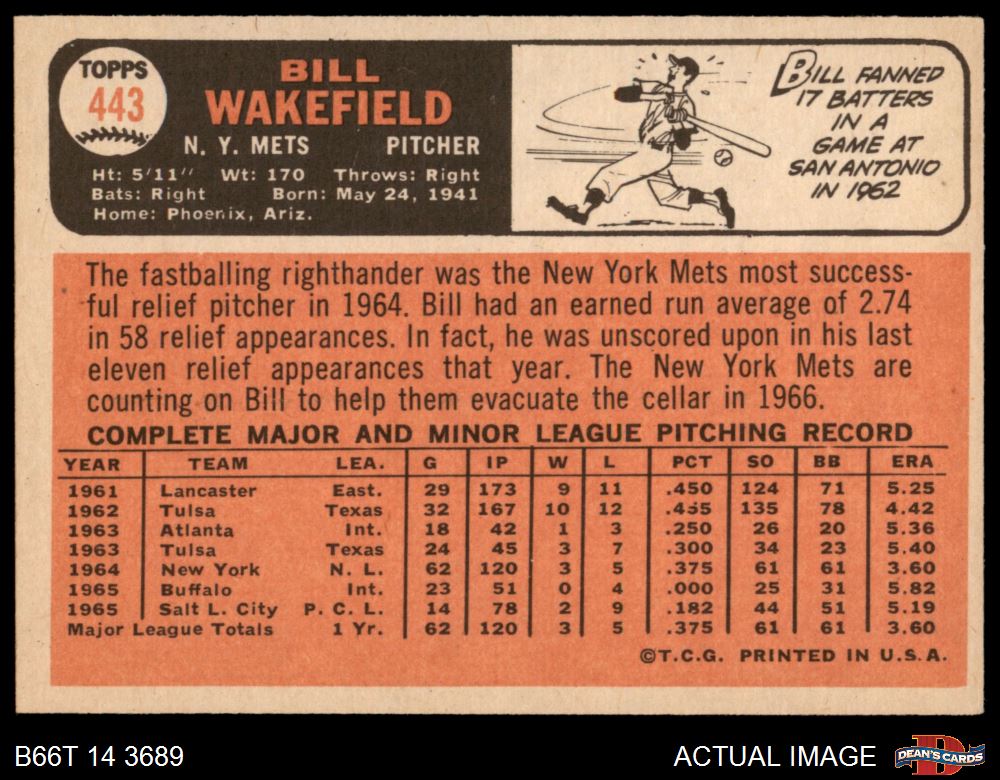 TOPPS
443
BILL
WAKEFIELD
N. Y. METS PITCHER
Ht: 5'11" Wt: 170 Throws: Right
Bats: Right Born: May 24, 1941
Home: Phoenix, Ariz.
BILL FANNED
17 BATTERS
IN A
GAME AT
SAN ANTONIO
IN 1962
The fastballing righthander was the New York Mets most success-
ful relief pitcher in 1964. Bill had an earned run average of 2.74
in 58 relief appearances. In fact, he was unscored upon in his last
eleven relief appearances that year. The New York Mets are
counting on Bill to help them evacuate the cellar in 1966.
COMPLETE MAJOR AND MINOR LEAGUE PITCHING RECORD
YEAR TEAM LEA. G IP W L PCT SO BB ERA
1961 Lancaster East. 29 173 9 11 .450 124 71 5.25
1962 Tulsa Texas 32 167 10 12 .455 135 78 4.42
1963 Atlanta Int. 18 42 1 3 .250 26 20 5.36
1963 Tulsa Texas 24 45 3 7 .300 34 23 5.40
1964 New York N. L. 62 120 3 5 .375 61 61 3.60
1965 Buffalo Int. 23 51 0 4 .000 25 31 5.82
1965 Salt L. City P. C. L. 14 78 2 9 .182 44 51 5.19
Major League Totals 1 Yr. 62 120 3 5 .375 61 61 3.60
©T.C.G. PRINTED IN U.S.A.
B66T 14 3689 ACTUAL IMAGE DEAN'S CARDS